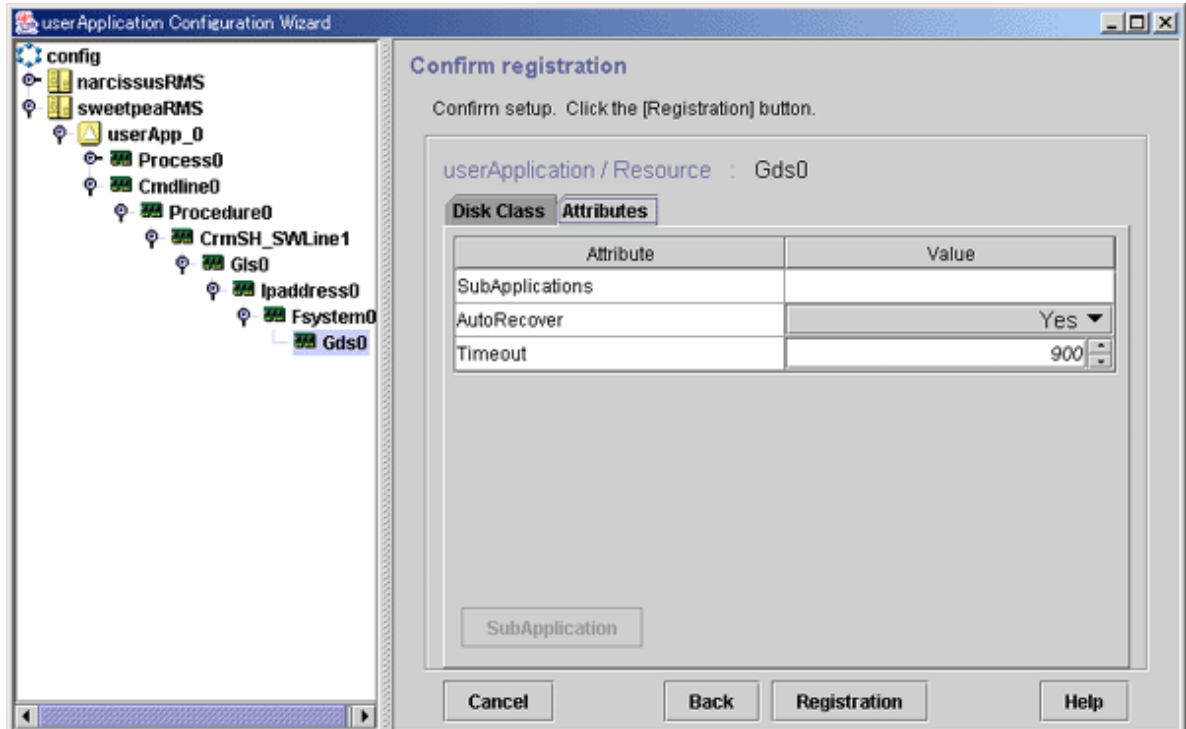 userApplication Configuration Wizard
config
narcissusRMS
sweetpeaRMS
userApp_0
Process0
Cmdline0
Procedure0
CrmSH_SWLine1
Gls0
Ipaddress0
Fsystem0
Gds0
Confirm registration
Confirm setup. Click the [Registration] button.
userApplication / Resource : Gds0
Disk Class Attributes
Attribute Value
SubApplications
AutoRecover Yes
Timeout 900
SubApplication
Cancel Back Registration Help